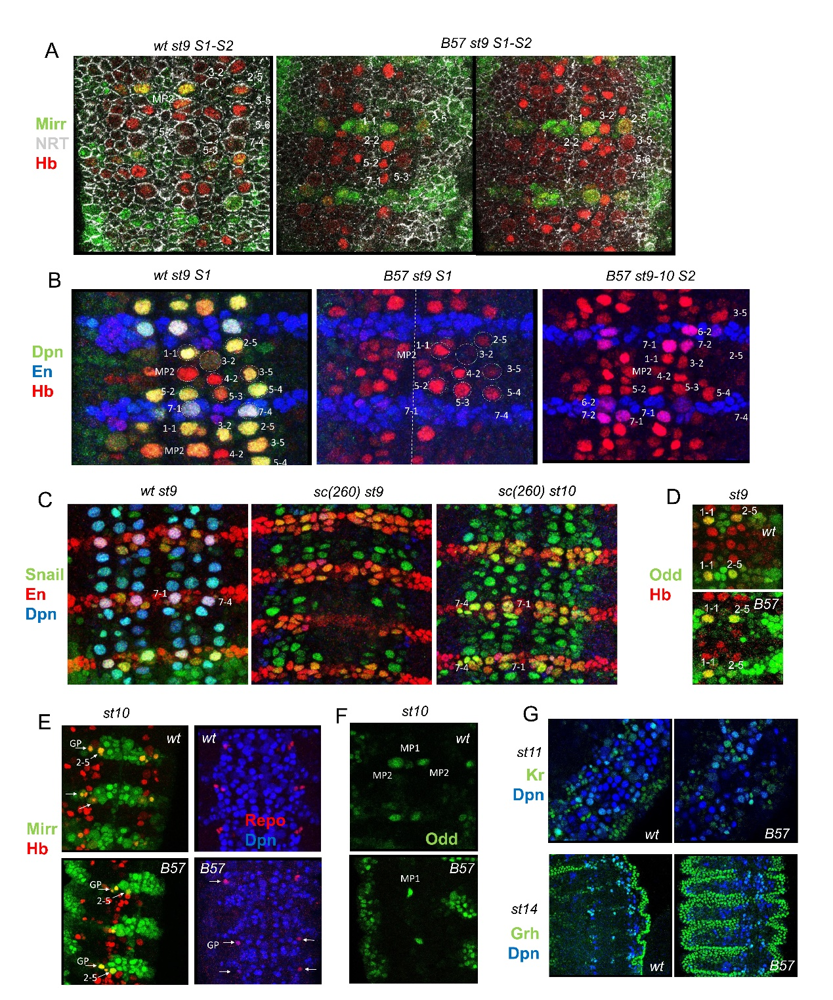 A
wt st9 S1-S2
B57 st9 S1-S2
Mirr
NRT
Hb
1-1
3-2
2-5
MP2
3-5
5-2
5-6
7-1
5-3
7-4
1-1
2-5
2-2
5-2
7-1
5-3
1-1
3-2
2-5
2-2
3-5
5-6
7-4
B
wt st9 S1
B57 st9 S1
B57 st9-10 S2
Dpn
En
Hb
2-5
1-1
3-2
MP2
4-2
3-5
5-2
5-3
5-4
7-1
7-4
1-1
3-2
2-5
MP2
4-2
3-5
5-4
1-1
2-5
MP2
3-2
4-2
3-5
5-2
5-3
5-4
7-1
7-4
3-5
6-2
7-1
7-2
1-1
3-2
2-5
MP2
4-2
5-2
5-3
5-4
6-2
7-2
7-1
7-1
7-4
C
wt st9
sc(260) st9
sc(260) st10
Snail
En
Dpn
7-1
7-4
7-4
7-1
7-4
7-1
D
st9
Odd
Hb
1-1
2-5
wt
1-1
2-5
B57
1-1
2-5
1-1
2-5
E
st10
Mirr
Hb
wt
GP
2-5
B57
GP
2-5
GP
2-5
wt
Repo
Dpn
B57
GP
F
st10
wt
MP1
MP2
MP2
Odd
B57
MP1
G
st11
Kr
Dpn
wt
B57
st14
Grh
Dpn
wt
B57